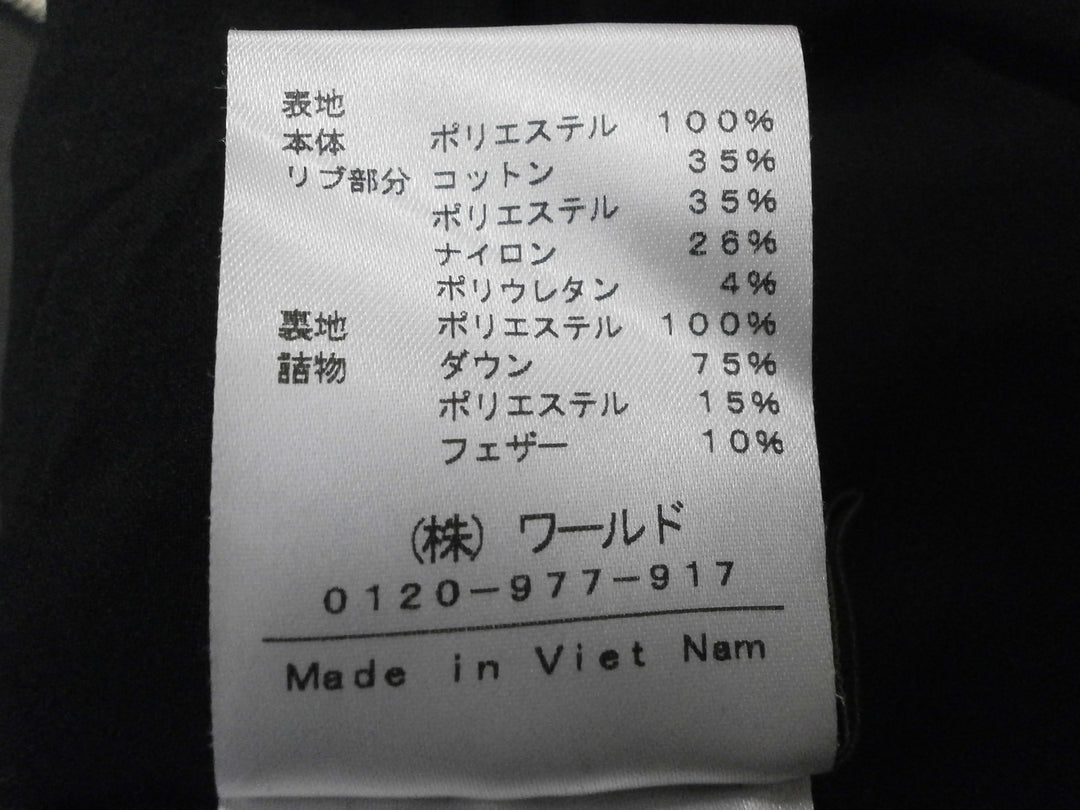 表地
本体 ポリエステル 100%
リブ部分 コットン 35%
ポリエステル 35%
ナイロン 26%
ポリウレタン 4%
裏地 ポリエステル 100%
詰物 ダウン 75%
ポリエステル 15%
フェザー 10%
(株) ワールド
0120-977-917
Made in Viet Nam